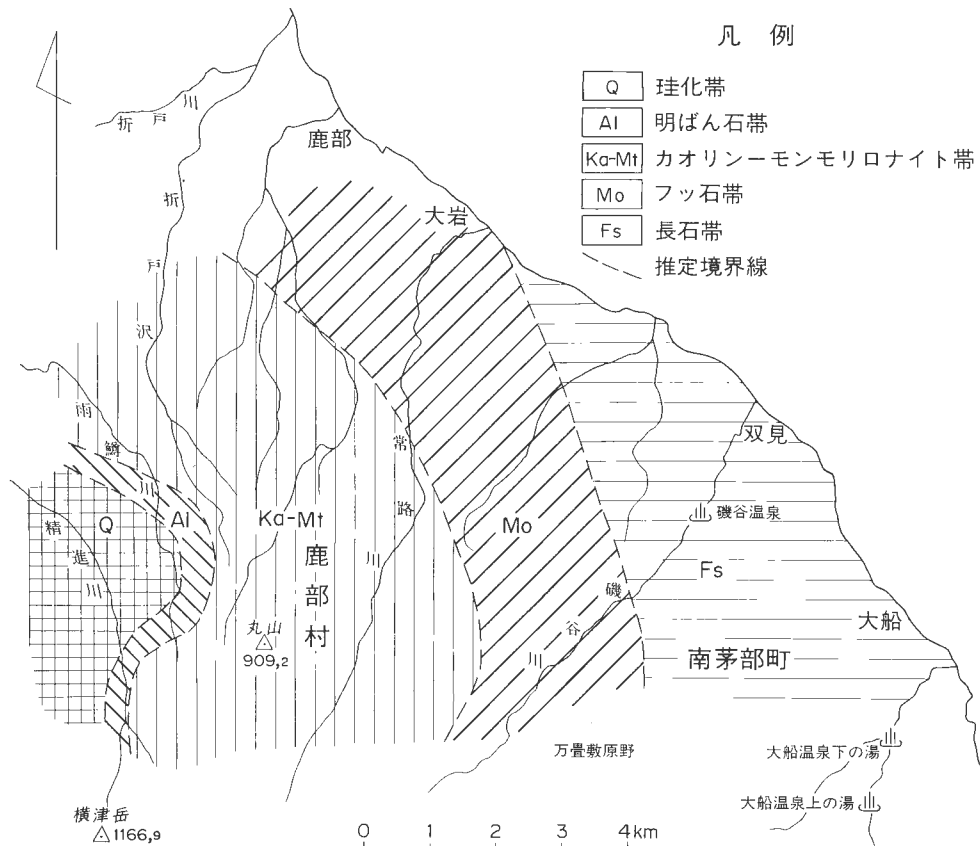 凡例
Q 珪化帯
Al 明ばん石帯
Ka-Mt カオリンーモンモリロナイト帯
Mo フッ石帯
Fs 長石帯
推定境界線
折戸川
鹿部
大岩
折戸沢
雨鱒川
精進川
常路川
双見
磯谷温泉
Q
Al
Ka-Mt
Mo
Fs
鹿部村
丸山
909,2
磯谷川
大船
南茅部町
万畳敷原野
大船温泉下の湯
大船温泉上の湯
横津岳
1166,9
0 1 2 3 4km